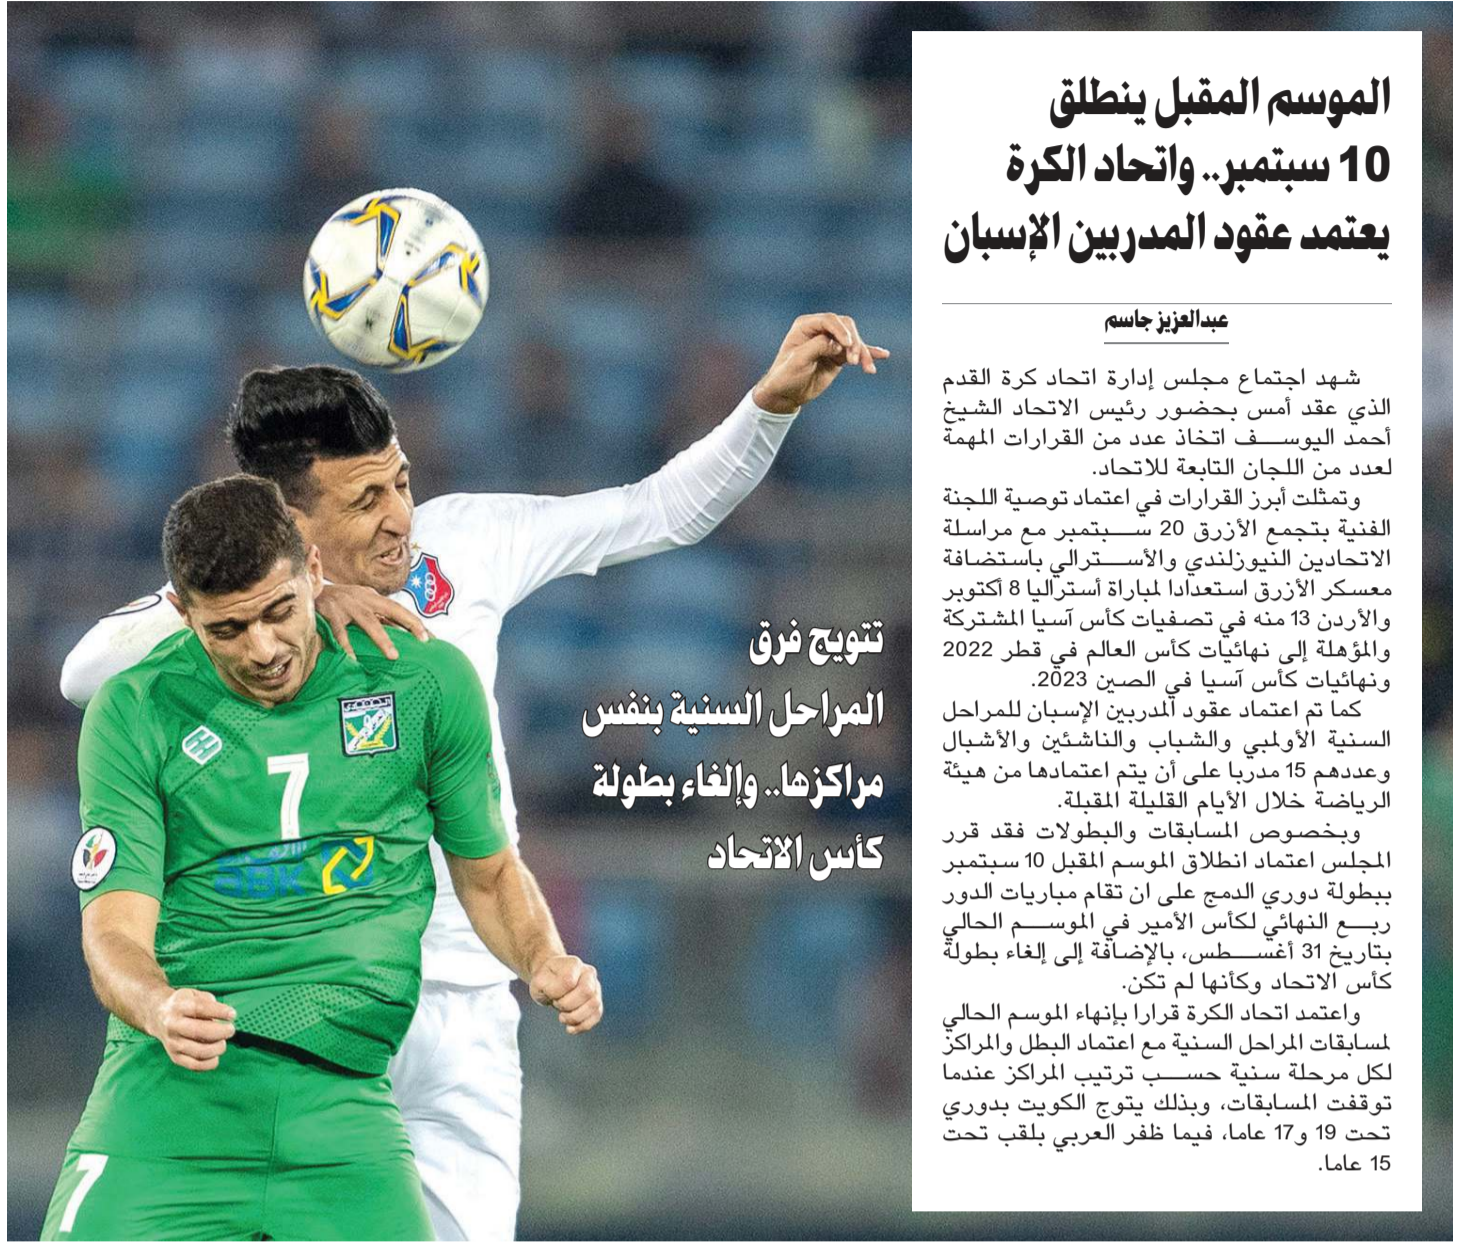 الموسم المقبل ينطلق
10 سبتمبر.. واتحاد الكرة
يعتمد عقود المدربين الإسبان
عبدالعزيز جاسم
شهد اجتماع مجلس إدارة اتحاد كرة القدم
الذي عقد أمس بحضور رئيس الاتحاد الشيخ
أحمد اليوسف اتخاذ عدد من القرارات المهمة
لعدد من اللجان التابعة للاتحاد.
وتمثلت أبرز القرارات في اعتماد توصية اللجنة
الفنية بتجمع الأزرق 20 سبتمبر مع مراسلة
الاتحادين النيوزلندي والأسترالي باستضافة
معسكر الأزرق استعدادا لمباراة أستراليا 8 أكتوبر
والأردن 13 منه في تصفيات كأس آسيا المشتركة
والمؤهلة إلى نهائيات كأس العالم في قطر 2022
ونهائيات كأس آسيا في الصين 2023.
كما تم اعتماد عقود المدربين الإسبان للمراحل
السنية الأولمبي والشباب والناشئين والأشبال
وعددهم 15 مدربا على أن يتم اعتمادها من هيئة
الرياضة خلال الأيام القليلة المقبلة.
وبخصوص المسابقات والبطولات فقد قرر
المجلس اعتماد انطلاق الموسم المقبل 10 سبتمبر
ببطولة دوري الدمج على ان تقام مباريات الدور
ربع النهائي لكأس الأمير في الموسم الحالي
بتاريخ 31 أغسطس، بالإضافة إلى إلغاء بطولة
كأس الاتحاد وكأنها لم تكن.
واعتمد اتحاد الكرة قرارا بإنهاء الموسم الحالي
لمسابقات المراحل السنية مع اعتماد البطل والمراكز
لكل مرحلة سنية حسب ترتيب المراكز عندما
توقفت المسابقات، وبذلك يتوج الكويت بدوري
تحت 19 و17 عاما، فيما ظفر العربي بلقب تحت
15 عاما.
تتويج فرق
المراحل السنية بنفس
مراكزها.. وإلغاء بطولة
كأس الاتحاد
7
abk
7